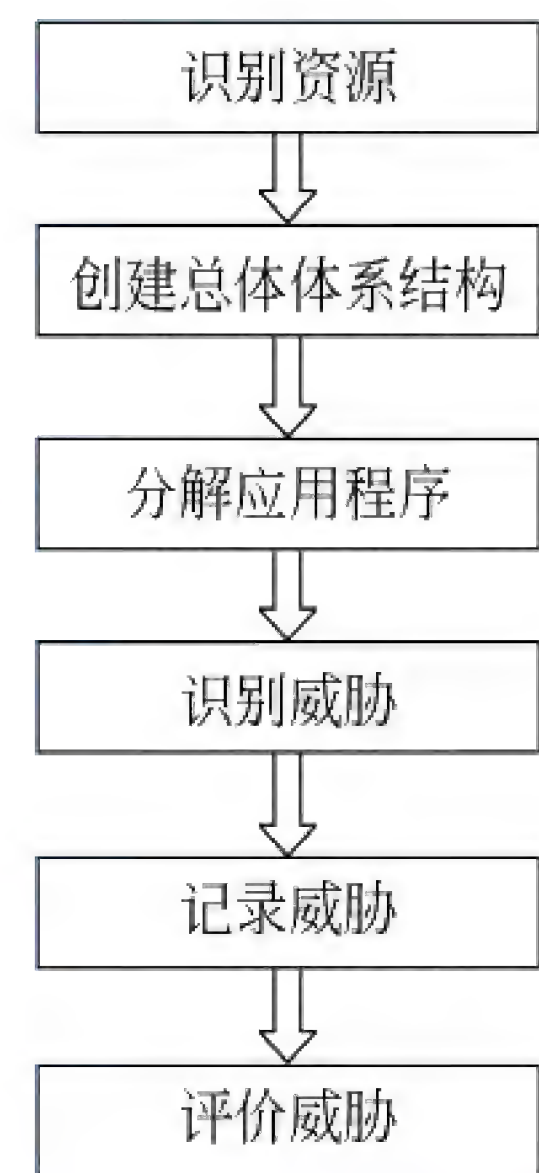 识别资源
创建总体体系结构
分解应用程序
识别威胁
记录威胁
评价威胁